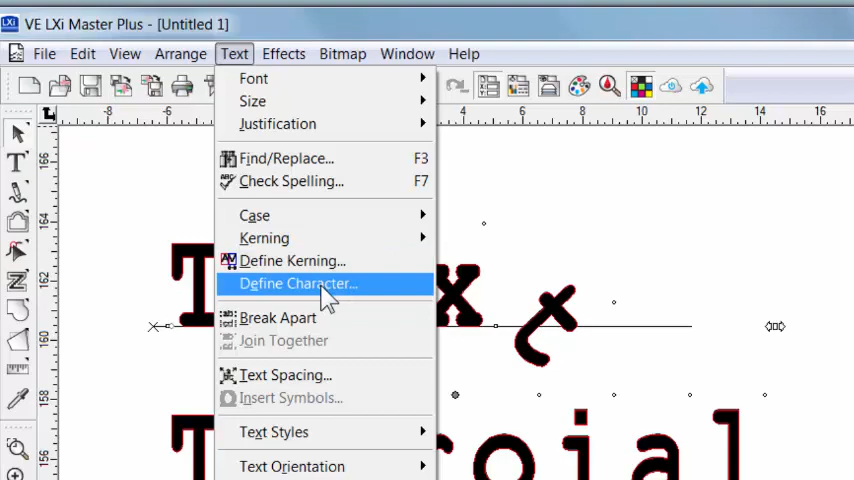 VE LXi Master Plus - [Untitled 1]
File Edit View Arrange Text Effects Bitmap Window Help
Font
Size
Justification
Find/Replace... F3
Check Spelling... F7
Case
Kerning
Define Kerning...
Define Character...
Break Apart
Join Together
Text Spacing...
Insert Symbols...
Text Styles
Text Orientation
-8 -6 4 6 8 10 12 14 16
166
164
162
160
158
156
T x t
T roial